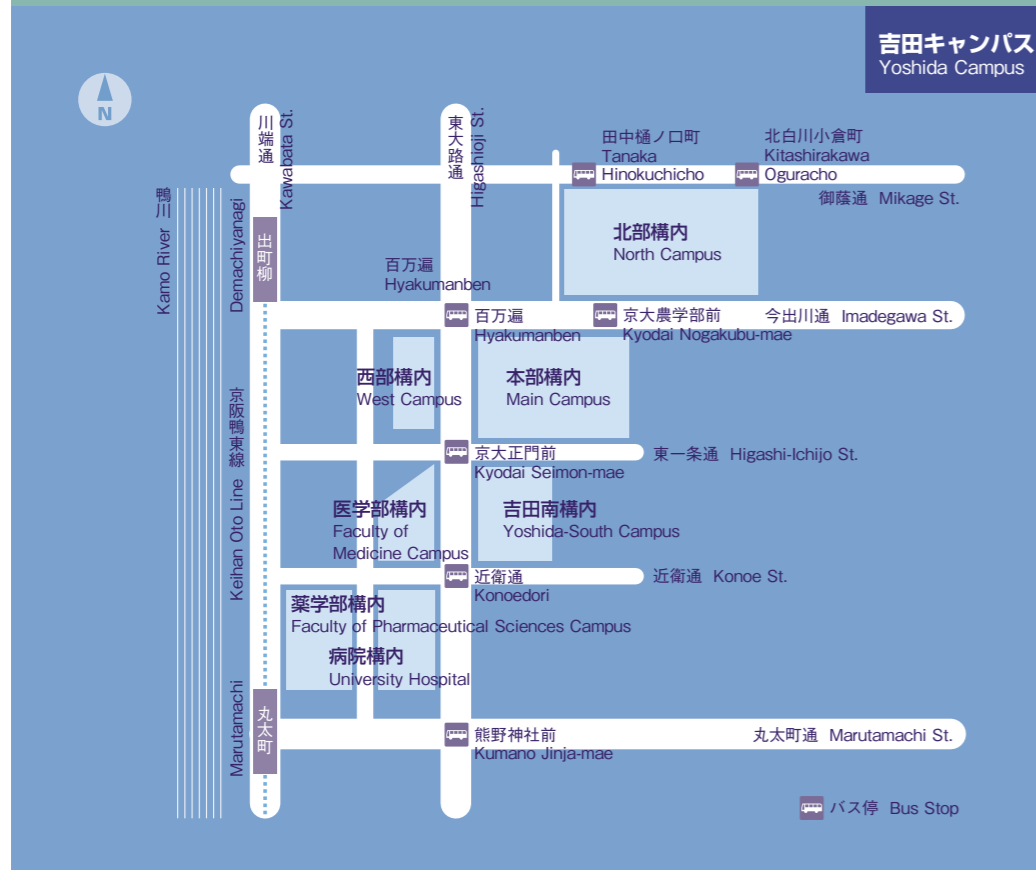 吉田キャンパス
Yoshida Campus
N
川端通
Kawabata St.
東大路通
Higashioji St.
田中樋ノ口町
Tanaka
Hinokuchicho
北白川小倉町
Kitashirakawa
Oguracho
御蔭通 Mikage St.
鴨川
Kamo River
出町柳
Demachiyanagi
北部構内
North Campus
百万遍
Hyakumanben
百万遍
Hyakumanben
京大農学部前
Kyodai Nogakubu-mae
今出川通 Imadegawa St.
西部構内
West Campus
本部構内
Main Campus
京阪鴨東線
Keihan Oto Line
京大正門前
Kyodai Seimon-mae
東一条通 Higashi-Ichijo St.
医学部構内
Faculty of
Medicine Campus
吉田南構内
Yoshida-South Campus
近衛通
Konoedori
近衛通 Konoe St.
薬学部構内
Faculty of Pharmaceutical Sciences Campus
病院構内
University Hospital
丸太町
Marutamachi
熊野神社前
Kumano Jinja-mae
丸太町通 Marutamachi St.
バス停 Bus Stop